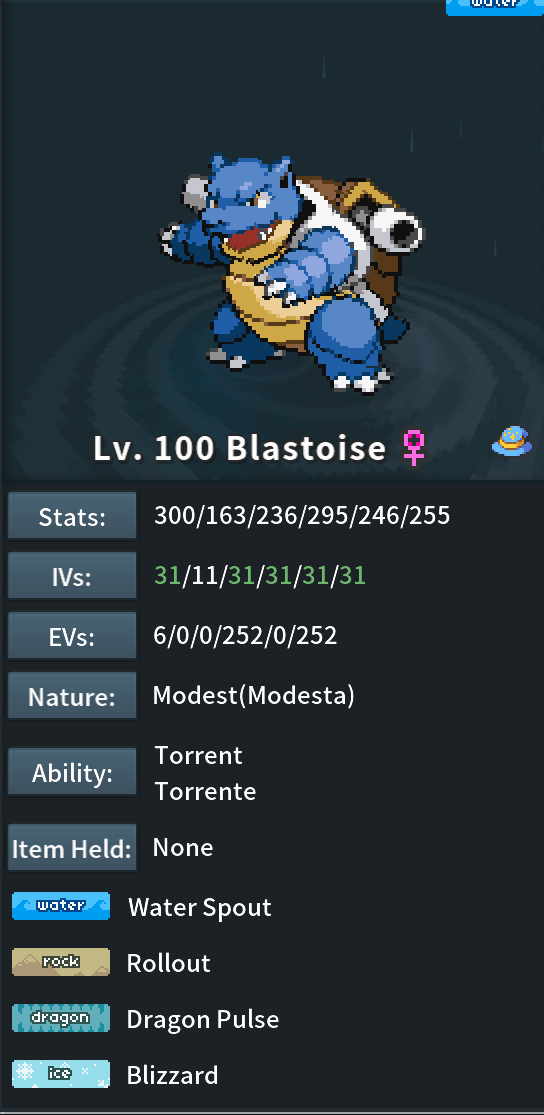 water
Lv. 100 Blastoise ♀
Stats: 300/163/236/295/246/255
IVs: 31/11/31/31/31/31
EVs: 6/0/0/252/0/252
Nature: Modest(Modesta)
Ability: Torrent
Torrente
Item Held: None
water Water Spout
rock Rollout
dragon Dragon Pulse
ice Blizzard